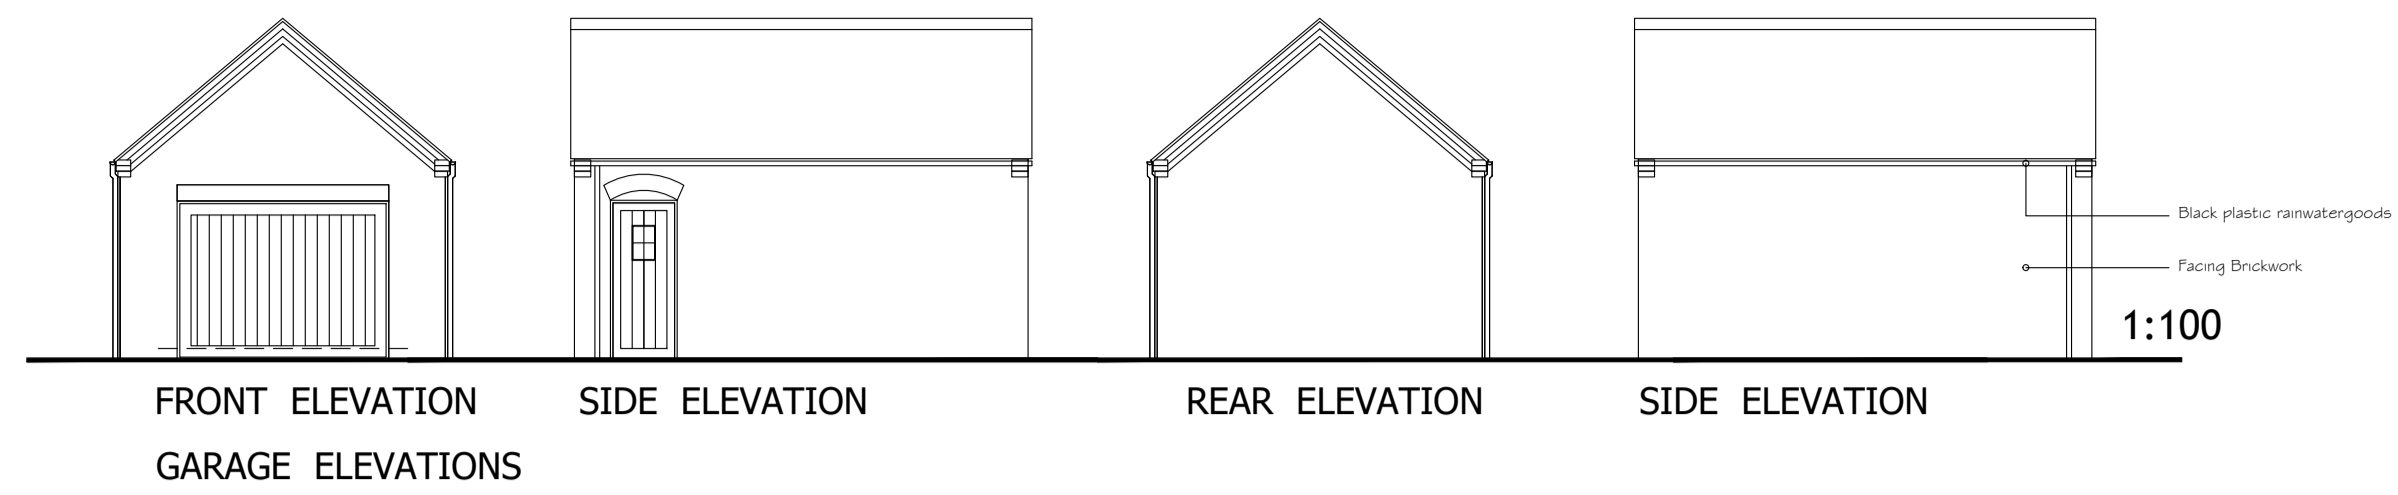 Black plastic rainwatergoods
Facing Brickwork
1:100
FRONT ELEVATION
SIDE ELEVATION
REAR ELEVATION
SIDE ELEVATION
GARAGE ELEVATIONS